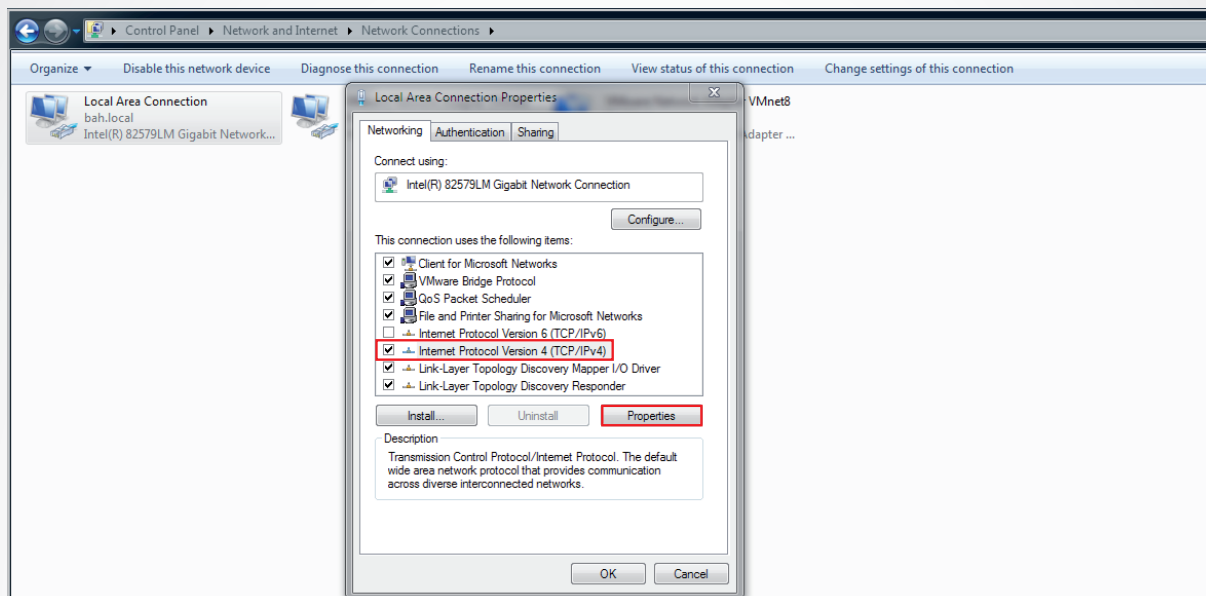 Control Panel Network and Internet Network Connections
Organize Disable this network device Diagnose this connection Rename this connection View status of this connection Change settings of this connection
Local Area Connection
bah.local
Intel(R) 82579LM Gigabit Network...
VMnet8
Adapter ...
Local Area Connection Properties
Networking Authentication Sharing
Connect using:
Intel(R) 82579LM Gigabit Network Connection
Configure...
This connection uses the following items:
Client for Microsoft Networks
VMware Bridge Protocol
QoS Packet Scheduler
File and Printer Sharing for Microsoft Networks
Internet Protocol Version 6 (TCP/IPv6)
Internet Protocol Version 4 (TCP/IPv4)
Link-Layer Topology Discovery Mapper I/O Driver
Link-Layer Topology Discovery Responder
Install... Uninstall Properties
Description
Transmission Control Protocol/Internet Protocol. The default
wide area network protocol that provides communication
across diverse interconnected networks.
OK Cancel